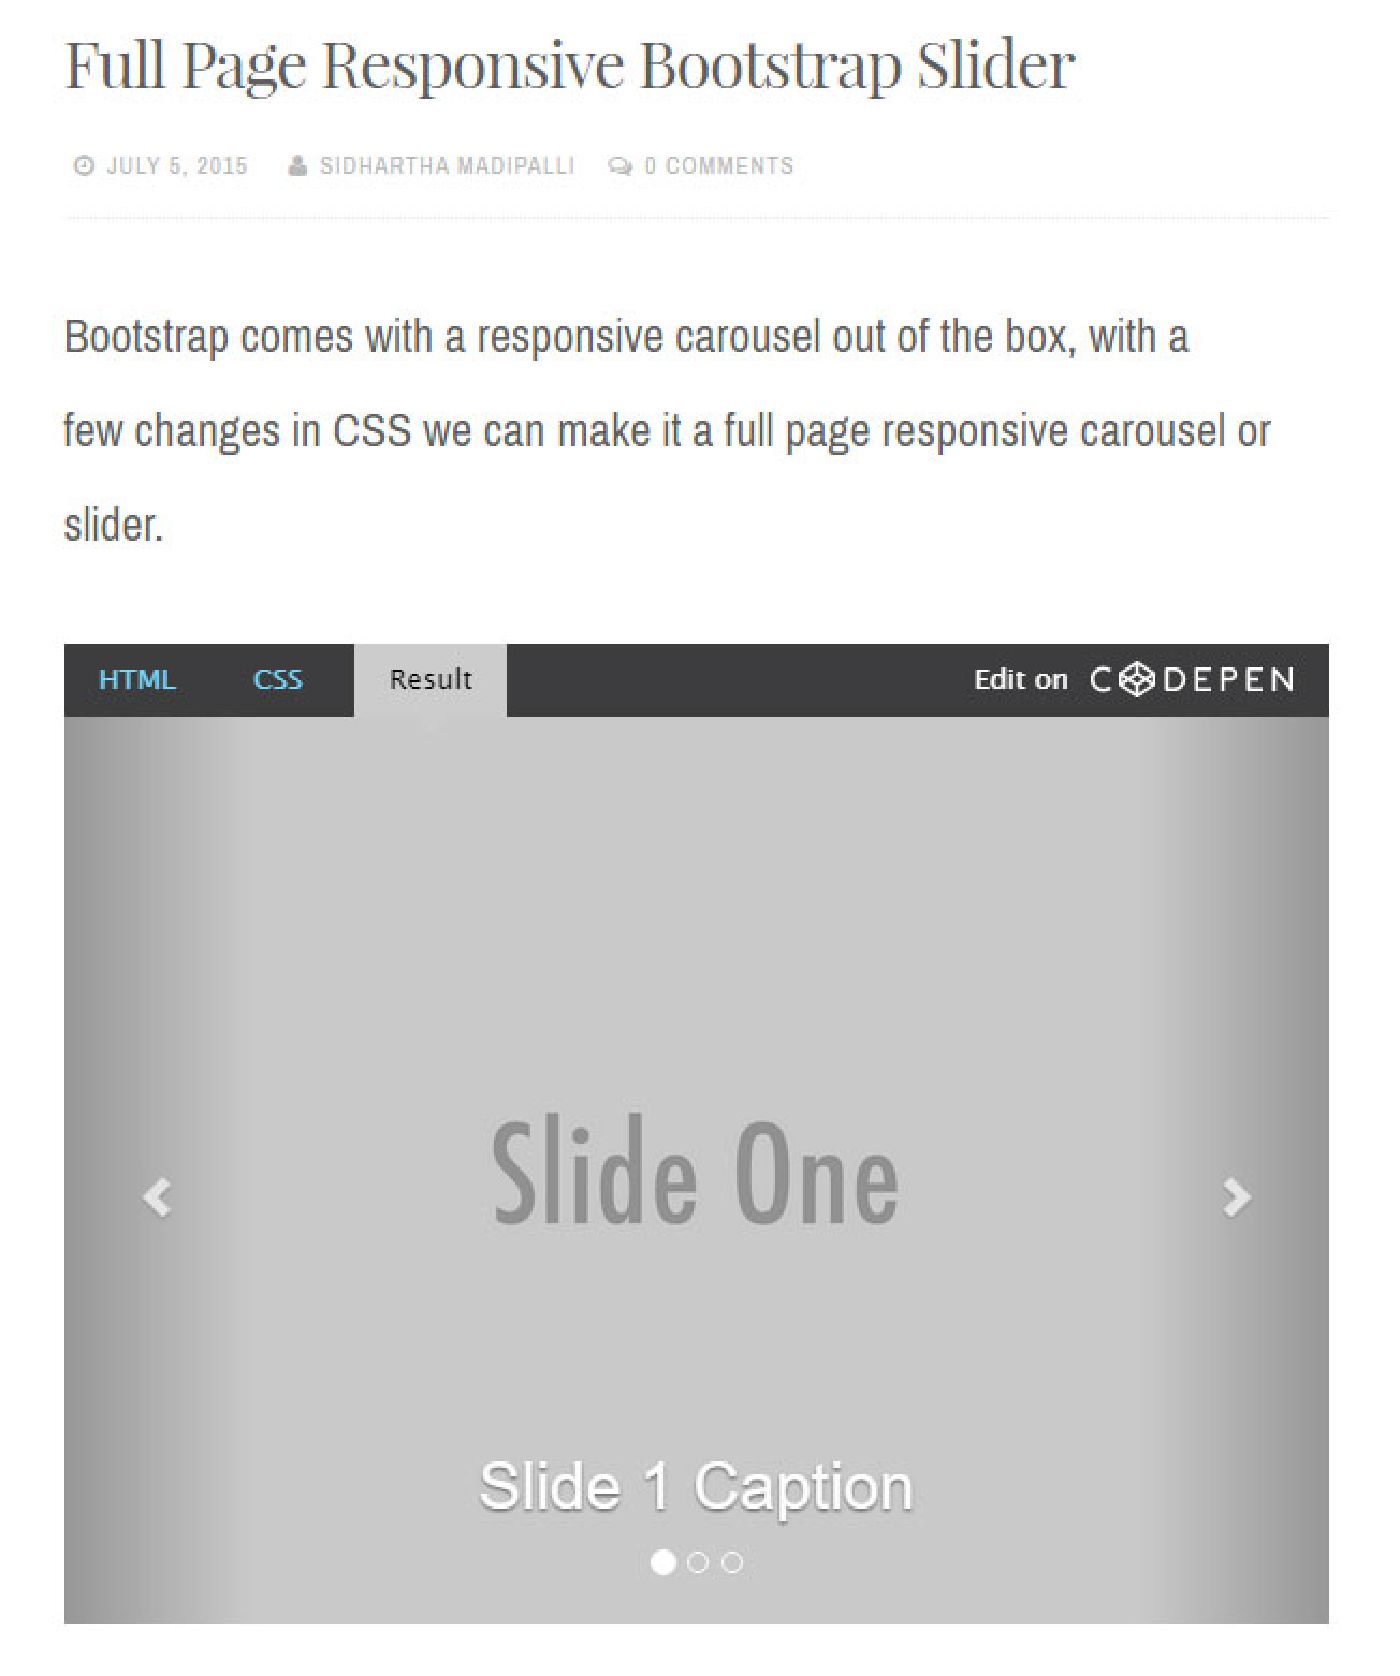 Full Page Responsive Bootstrap Slider
JULY 5, 2015 SIDHARTHA MADIPALLI 0 COMMENTS
Bootstrap comes with a responsive carousel out of the box, with a
few changes in CSS we can make it a full page responsive carousel or
slider.
HTML CSS Result Edit on CODEPEN
Slide One
Slide 1 Caption